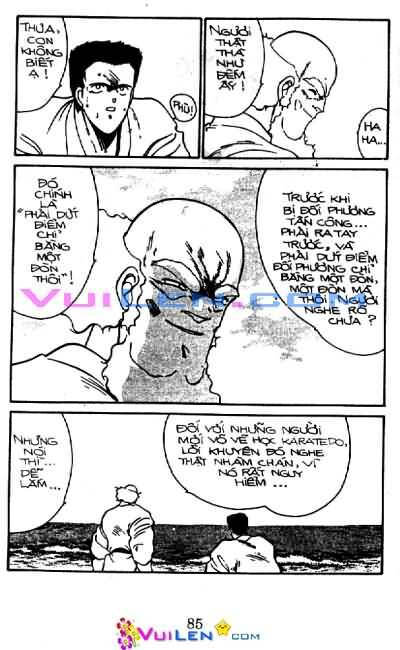 THƯA,
CON
KHÔNG
BIẾT
Ạ!
PHÙ!
NGƯƠI
THẬT
THÀ
NHƯ
ĐẾM
ẤY!
HA
HA...
ĐÓ
CHÍNH
LÀ
"PHẢI DỨT
ĐIỂM
CHỈ
BẰNG
MỘT
ĐÒN
THÔI"!
TRƯỚC KHI
BỊ ĐỐI PHƯƠNG
TẤN CÔNG...
PHẢI RA TAY
TRƯỚC, VÀ
PHẢI DỨT ĐIỂM
ĐỐI PHƯƠNG CHỈ
BẰNG MỘT ĐÒN,
MỘT ĐÒN MÀ
THÔI, NGƯƠI
NGHE RÕ
CHƯA?
VUILEN.COM
NHƯNG
NÓI
THÌ...
DỄ
LẮM...
ĐỐI VỚI NHỮNG NGƯỜI
MỚI VÕ VẼ HỌC KARATEDO,
LỜI KHUYÊN ĐÓ NGHE
THẬT NHÀM CHÁN, VÌ
NÓ RẤT NGUY
HIỂM...
85
VUILEN.COM